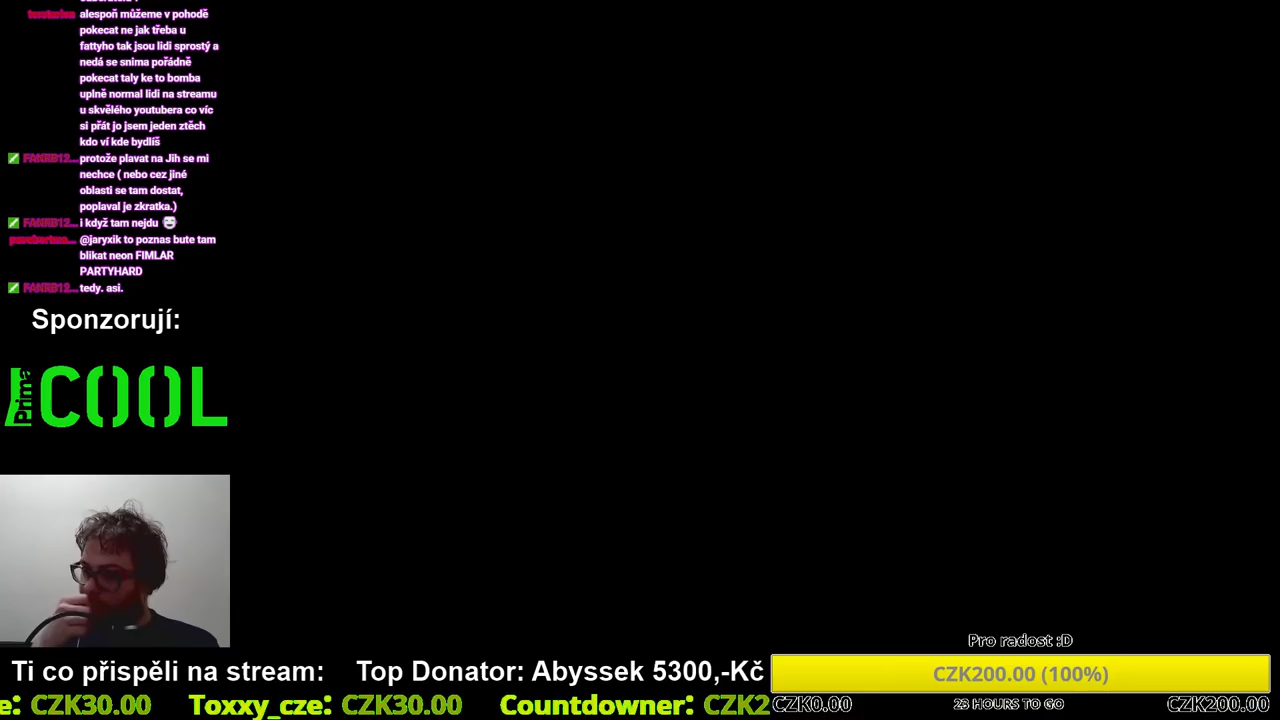 alespoň můžeme v pohodě
pokecat ne jak třeba u
fattyho tak jsou lidi sprostý a
nedá se snima pořádně
pokecat taly ke to bomba
uplně normal lidi na streamu
u skvělého youtubera co víc
si přát jo jsem jeden ztěch
kdo ví kde bydlíš
protože plavat na Jih se mi
nechce ( nebo cez jiné
oblasti se tam dostat,
poplaval je zkratka.)
i když tam nejdu
@jaryxik to poznas bute tam
blikat neon FIMLAR
PARTYHARD
tedy. asi.
Sponzorují:
Prima COOL
Ti co přispěli na stream: Top Donator: Abyssek 5300,-Kč
e: CZK30.00 Toxxy_cze: CZK30.00 Countdowner: CZK2
Pro radost :D
CZK200.00 (100%)
CZK0.00 23 HOURS TO GO CZK200.00